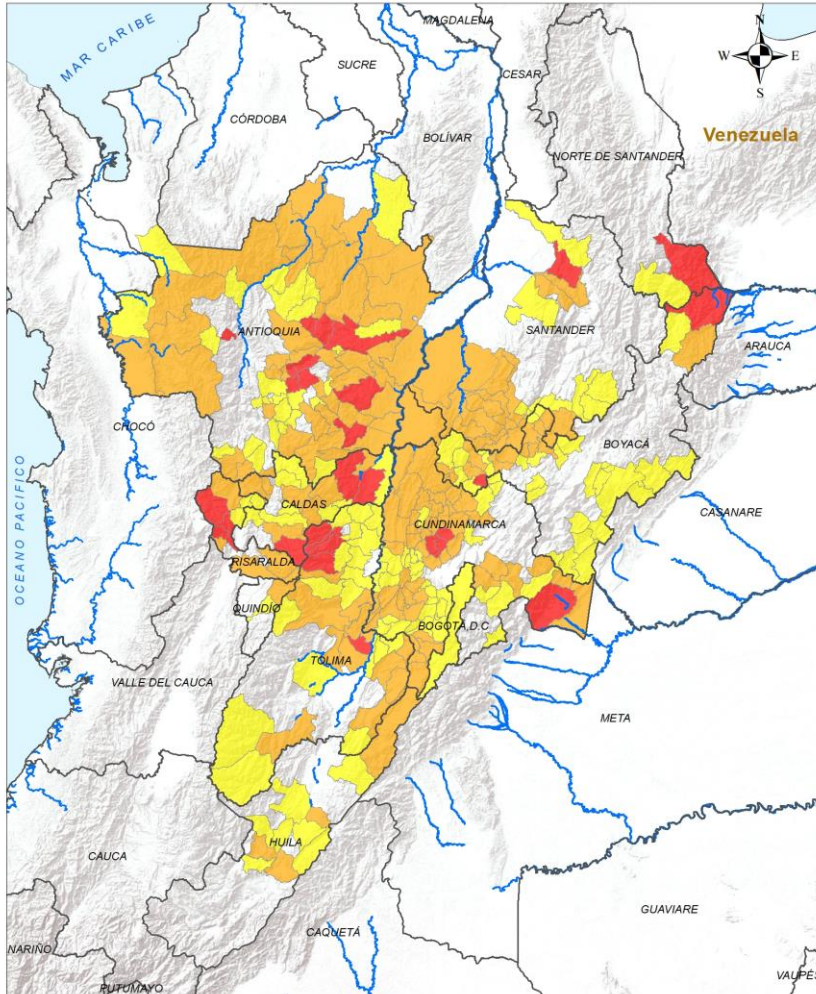 MAGDALENA
N
MAR CARIBE
SUCRE
W
E
CESAR
S
CÓRDOBA
BOLÍVAR
Venezuela
NORTE DE SANTANDER
ANTIOQUIA
SANTANDER
ARAUCA
CHOCÓ
BOYACÁ
CALDAS
CASANARE
CUNDINAMARCA
OCEANO PACIFICO
RISARALDA
QUINDÍO
BOGOTÁ,D.C
TOLIMA
VALLE DEL CAUCA
META
HUILA
CAUCA
GUAVIARE
CAQUETÁ
NARIÑO
VAUPÉS
PUTUMAYO